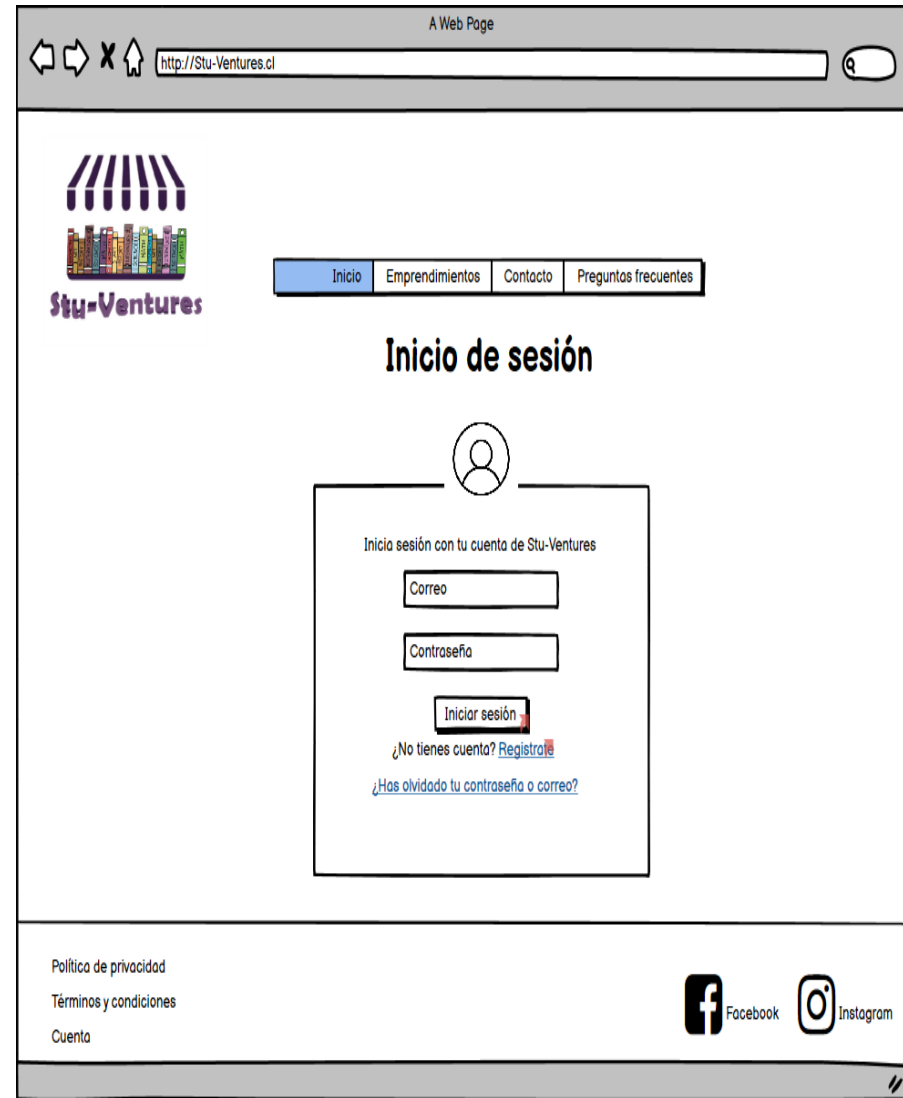 A Web Page
http://Stu-Ventures.cl
Stu-Ventures
Inicio Emprendimientos Contacto Preguntas frecuentes
Inicio de sesión
Inicia sesión con tu cuenta de Stu-Ventures
Correo
Contraseña
Iniciar sesión
¿No tienes cuenta? Registrate
¿Has olvidado tu contraseña o correo?
Política de privacidad
Términos y condiciones
Cuenta
Facebook
Instagram